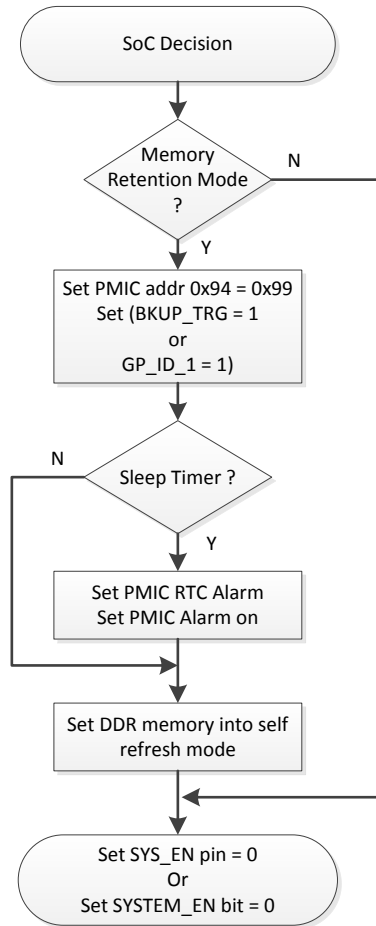 SoC Decision
Memory
Retention Mode
?
N
Y
Set PMIC addr 0x94 = 0x99
Set (BKUP_TRG = 1
or
GP_ID_1 = 1)
N
Sleep Timer ?
Y
Set PMIC RTC Alarm
Set PMIC Alarm on
Set DDR memory into self
refresh mode
Set SYS_EN pin = 0
Or
Set SYSTEM_EN bit = 0